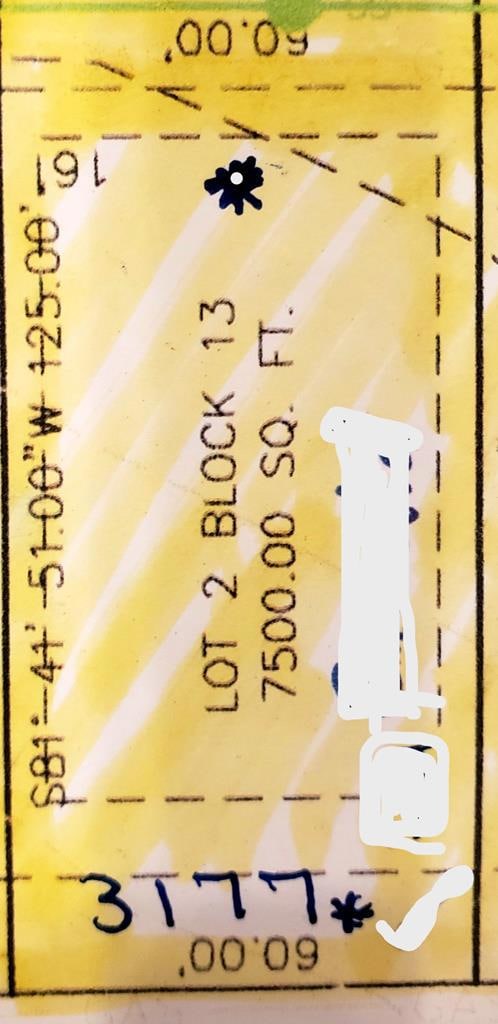 60.00'
16'
S81°-41'-51.00"W 125.00'
LOT 2 BLOCK 13
7500.00 SQ. FT.
3177*
60.00'